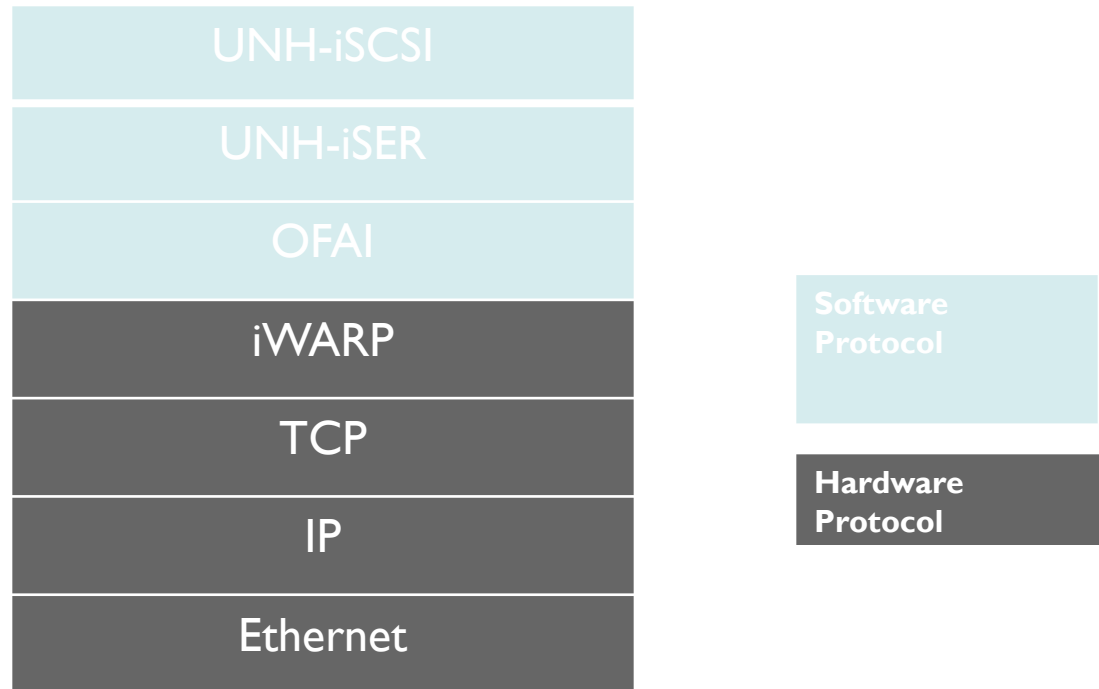 UNH-iSCSI
UNH-iSER
OFAI
iWARP
TCP
IP
Ethernet
Software
Protocol
Hardware
Protocol